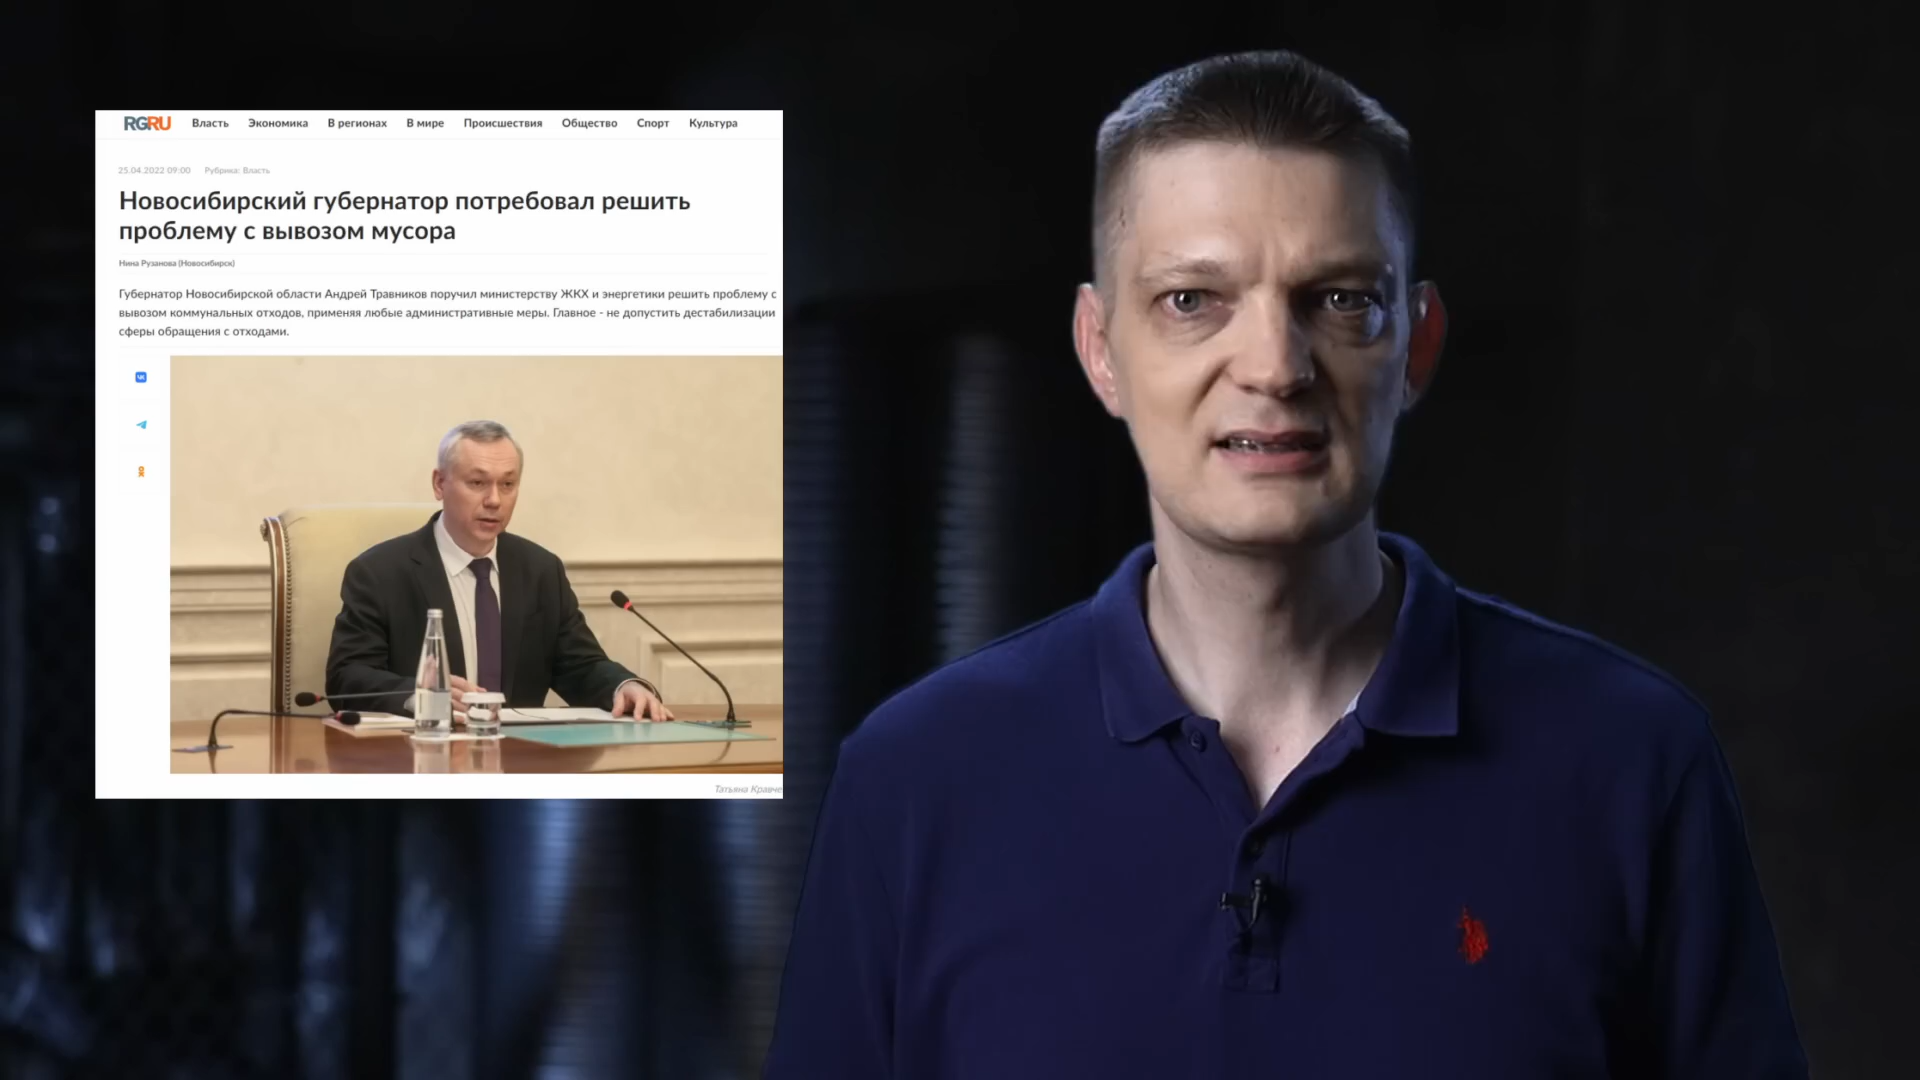 RGRU Власть Экономика В регионах В мире Происшествия Общество Спорт Культура
25.04.2022 09:00 Рубрика: Власть
Новосибирский губернатор потребовал решить
проблему с вывозом мусора
Нина Рузанова (Новосибирск)
Губернатор Новосибирской области Андрей Травников поручил министерству ЖКХ и энергетики решить проблему с
вывозом коммунальных отходов, применяя любые административные меры. Главное - не допустить дестабилизации
сферы обращения с отходами.
Татьяна Кравче